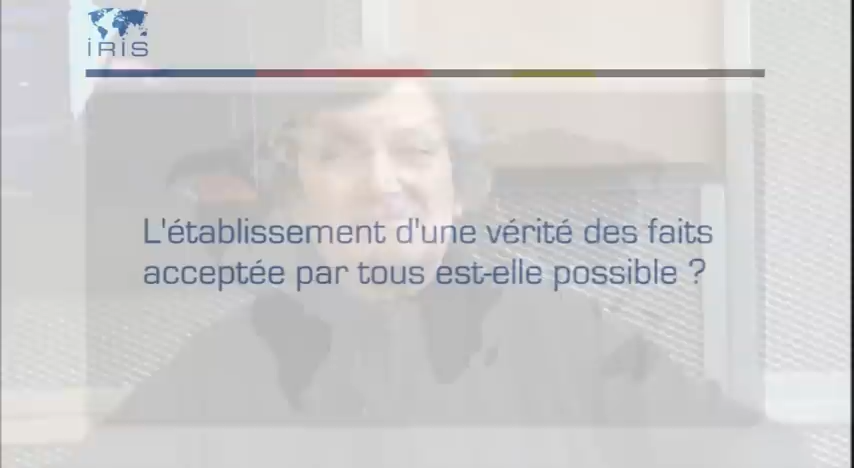 iRiS
L'établissement d'une vérité des faits
acceptée par tous est-elle possible ?